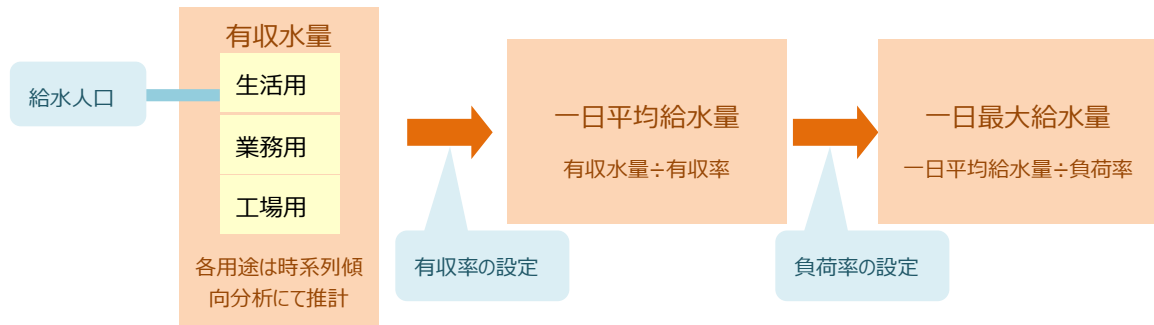 給水人口
有収水量
生活用
業務用
工場用
各用途は時系列傾
向分析にて推計
有収率の設定
一日平均給水量
有収水量÷有収率
負荷率の設定
一日最大給水量
一日平均給水量÷負荷率